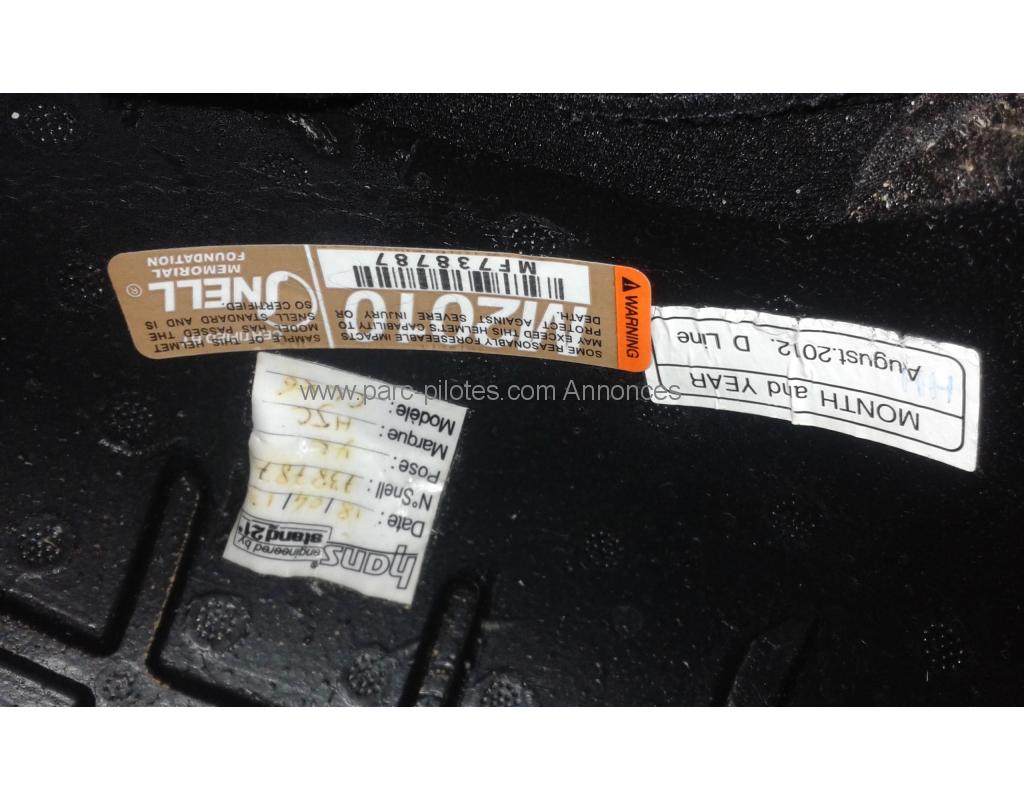 SNELL®
MEMORIAL
FOUNDATION
SAMPLE OF THIS HELMET
MODEL HAS PASSED THE
SNELL STANDARD AND IS
SO CERTIFIED.
M2010
MF738787
SOME REASONABLY FORESEEABLE IMPACTS
MAY EXCEED THIS HELMET'S CAPABILITY TO
PROTECT AGAINST SEVERE INJURY OR
DEATH.
WARNING
MONTH and YEAR
August.2012. D Line
hans®
engineered by
stand21
Date :
N°Snell : 738787
Pose :
Marque : HJC
Modèle :
www.parc-pilotes.com Annonces